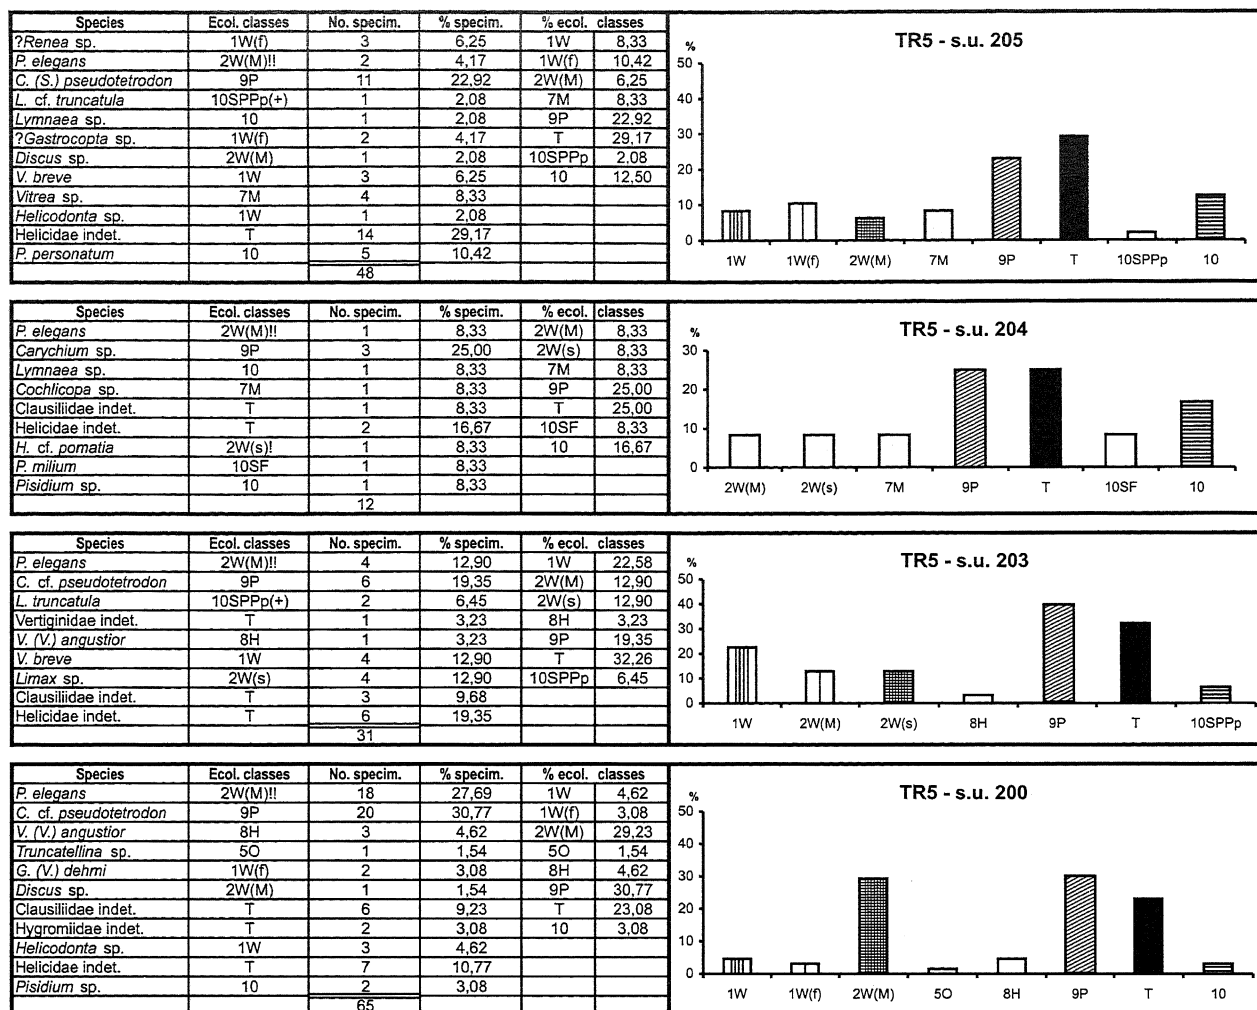 Species Ecol. classes No. specim. % specim. % ecol. classes
?Renea sp. 1W(f) 3 6,25 1W 8,33
P. elegans 2W(M)!! 2 4,17 1W(f) 10,42
C. (S.) pseudotetrodon 9P 11 22,92 2W(M) 6,25
L. cf. truncatula 10SPPp(+) 1 2,08 7M 8,33
Lymnaea sp. 10 1 2,08 9P 22,92
?Gastrocopta sp. 1W(f) 2 4,17 T 29,17
Discus sp. 2W(M) 1 2,08 10SPPp 2,08
V. breve 1W 3 6,25 10 12,50
Vitrea sp. 7M 4 8,33
Helicodonta sp. 1W 1 2,08
Helicidae indet. T 14 29,17
P. personatum 10 5 10,42
48
TR5 - s.u. 205
%
50
40
30
20
10
0
1W 1W(f) 2W(M) 7M 9P T 10SPPp 10
Species Ecol. classes No. specim. % specim. % ecol. classes
P. elegans 2W(M)!! 1 8,33 2W(M) 8,33
Carychium sp. 9P 3 25,00 2W(s) 8,33
Lymnaea sp. 10 1 8,33 7M 8,33
Cochlicopa sp. 7M 1 8,33 9P 25,00
Clausiliidae indet. T 1 8,33 T 25,00
Helicidae indet. T 2 16,67 10SF 8,33
H. cf. pomatia 2W(s)! 1 8,33 10 16,67
P. milium 10SF 1 8,33
Pisidium sp. 10 1 8,33
12
TR5 - s.u. 204
%
30
20
10
0
2W(M) 2W(s) 7M 9P T 10SF 10
Species Ecol. classes No. specim. % specim. % ecol. classes
P. elegans 2W(M)!! 4 12,90 1W 22,58
C. cf. pseudotetrodon 9P 6 19,35 2W(M) 12,90
L. truncatula 10SPPp(+) 2 6,45 2W(s) 12,90
Vertiginidae indet. T 1 3,23 8H 3,23
V. (V.) angustior 8H 1 3,23 9P 19,35
V. breve 1W 4 12,90 T 32,26
Limax sp. 2W(s) 4 12,90 10SPPp 6,45
Clausiliidae indet. T 3 9,68
Helicidae indet. T 6 19,35
31
TR5 - s.u. 203
%
50
40
30
20
10
0
1W 2W(M) 2W(s) 8H 9P T 10SPPp
Species Ecol. classes No. specim. % specim. % ecol. classes
P. elegans 2W(M)!! 18 27,69 1W 4,62
C. cf. pseudotetrodon 9P 20 30,77 1W(f) 3,08
V. (V.) angustior 8H 3 4,62 2W(M) 29,23
Truncatellina sp. 5O 1 1,54 5O 1,54
G. (V.) dehmi 1W(f) 2 3,08 8H 4,62
Discus sp. 2W(M) 1 1,54 9P 30,77
Clausiliidae indet. T 6 9,23 T 23,08
Hygromiidae indet. T 2 3,08 10 3,08
Helicodonta sp. 1W 3 4,62
Helicidae indet. T 7 10,77
Pisidium sp. 10 2 3,08
65
TR5 - s.u. 200
%
50
40
30
20
10
0
1W 1W(f) 2W(M) 5O 8H 9P T 10